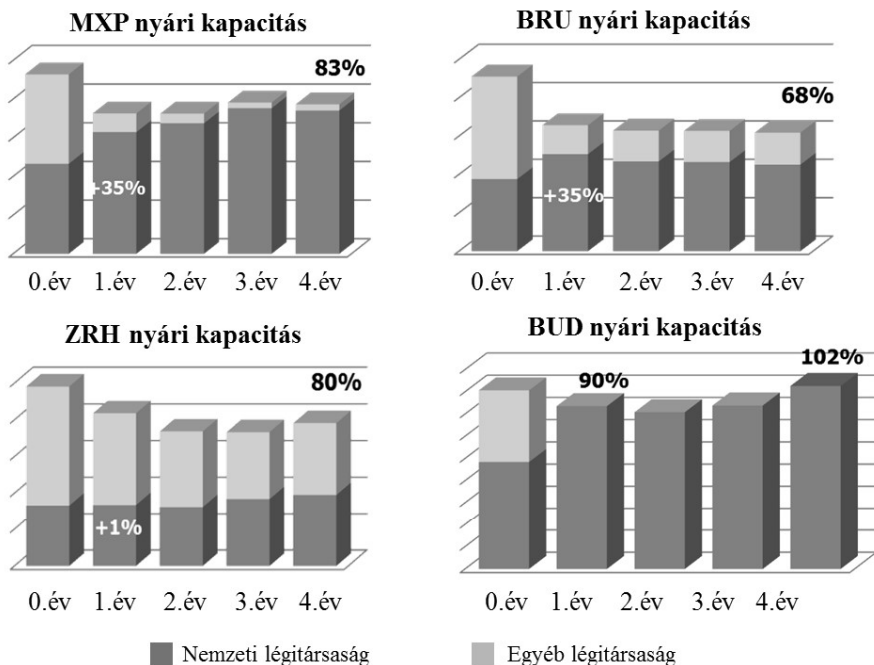 MXP nyári kapacitás
83%
+35%
0.év 1.év 2.év 3.év 4.év
BRU nyári kapacitás
68%
+35%
0.év 1.év 2.év 3.év 4.év
ZRH nyári kapacitás
80%
+1%
0.év 1.év 2.év 3.év 4.év
BUD nyári kapacitás
102%
90%
0.év 1.év 2.év 3.év 4.év
Nemzeti légitársaság Egyéb légitársaság